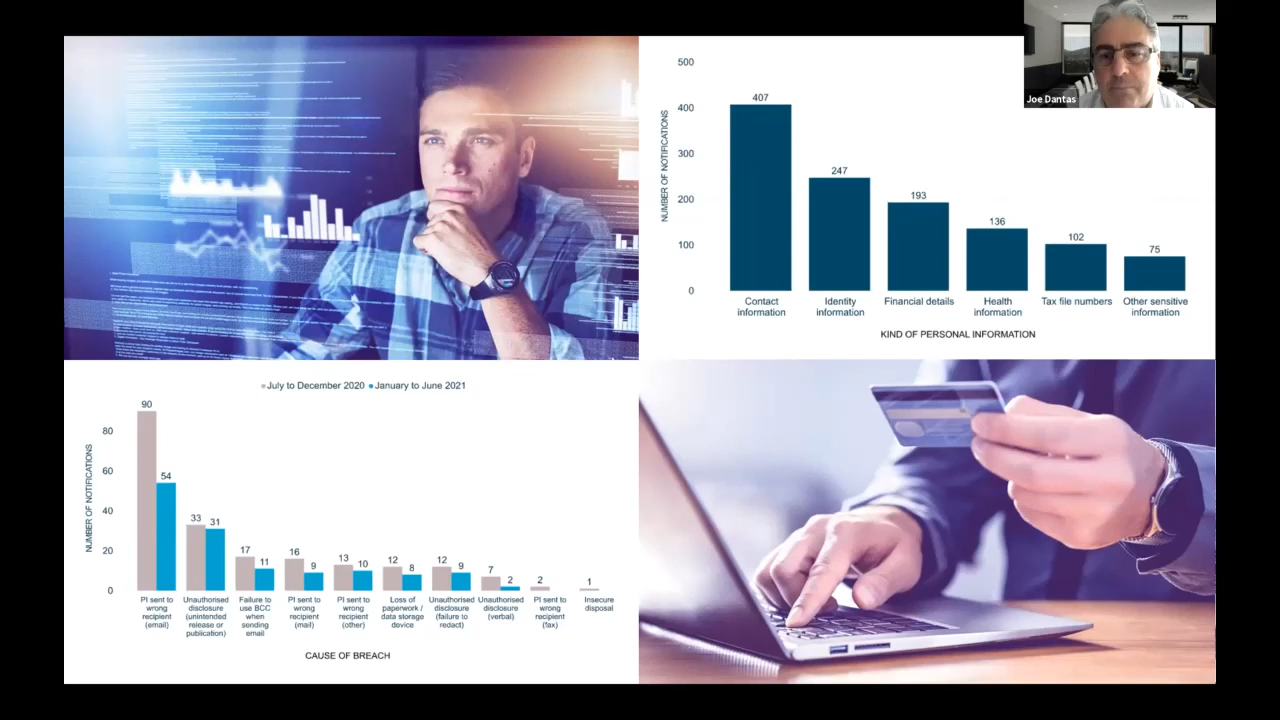 Joe Dantas
500
400
300
200
100
0
NUMBER OF NOTIFICATIONS
407
247
193
136
102
75
Contact
information
Identity
information
Financial details
Health
information
Tax file numbers
Other sensitive
information
KIND OF PERSONAL INFORMATION
July to December 2020 January to June 2021
80
60
40
20
0
NUMBER OF NOTIFICATIONS
90
54
33
31
17
11
16
9
13
10
12
8
12
9
7
2
2
1
PI sent to
wrong
recipient
(email)
Unauthorised
disclosure
(unintended
release or
publication)
Failure to
use BCC
when
sending
email
PI sent to
wrong
recipient
(mail)
PI sent to
wrong
recipient
(other)
Loss of
paperwork /
data storage
device
Unauthorised
disclosure
(failure to
redact)
Unauthorised
disclosure
(verbal)
PI sent to
wrong
recipient
(fax)
Insecure
disposal
CAUSE OF BREACH